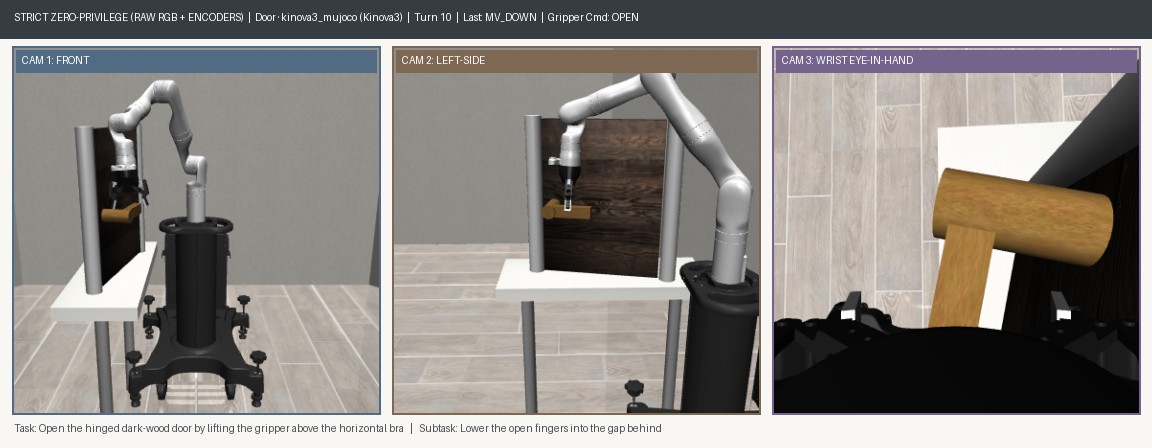 STRICT ZERO-PRIVILEGE (RAW RGB + ENCODERS) | Door · kinova3_mujoco (Kinova3) | Turn 10 | Last MV_DOWN | Gripper Cmd: OPEN
CAM 1: FRONT
CAM 2: LEFT-SIDE
CAM 3: WRIST EYE-IN-HAND
Task: Open the hinged dark-wood door by lifting the gripper above the horizontal bra | Subtask: Lower the open fingers into the gap behind